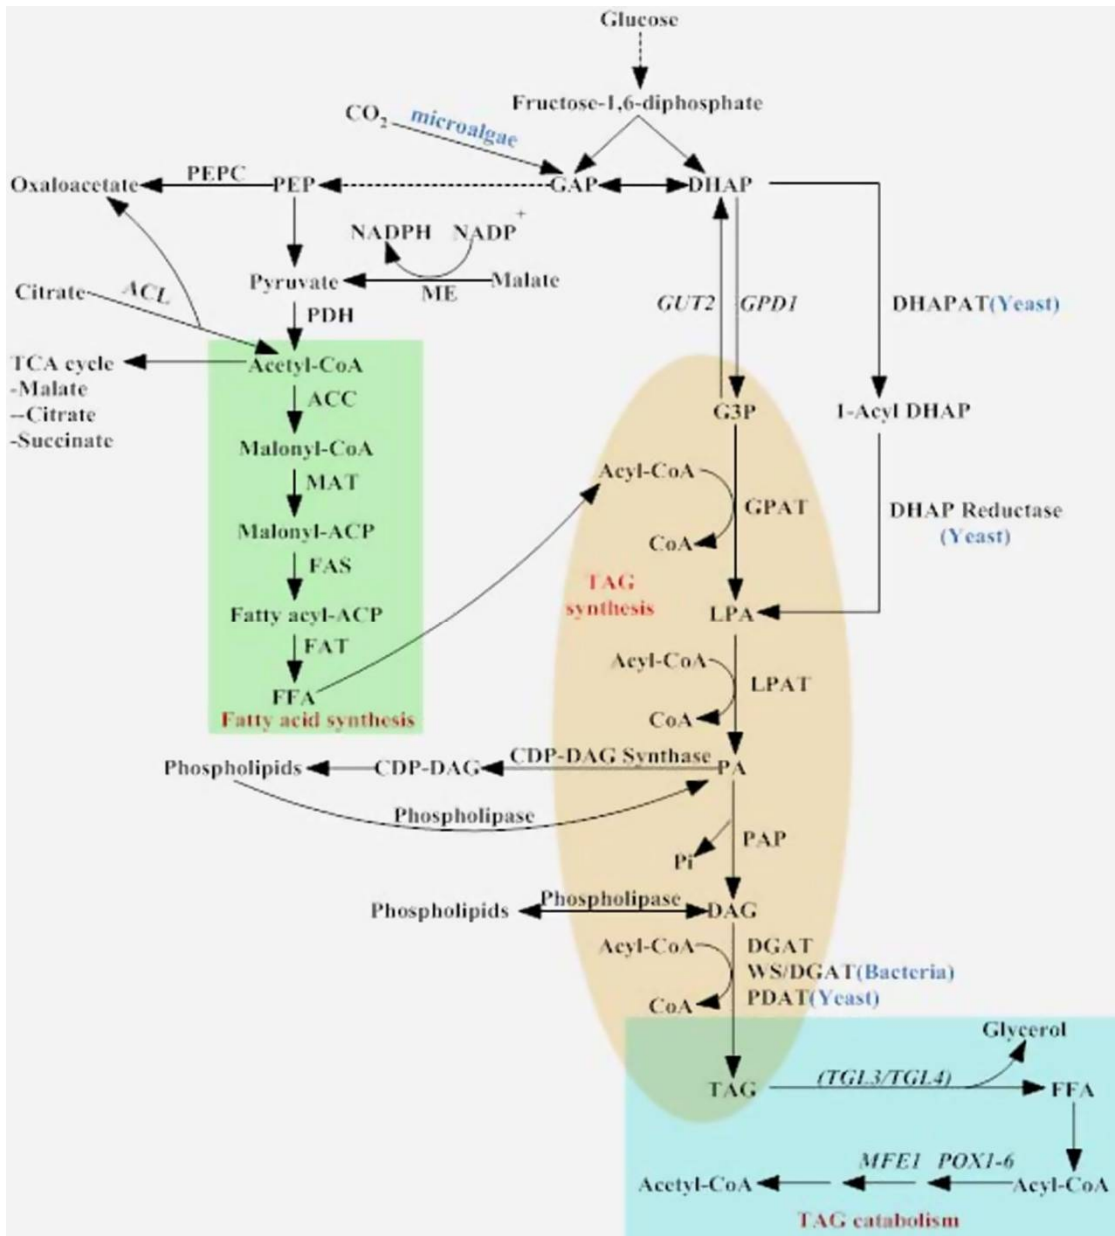 Glucose
Fructose-1,6-diphosphate
CO2 microalgae
Oxaloacetate PEPC PEP GAP DHAP
NADPH NADP+
Pyruvate ME Malate
Citrate ACL
PDH
GUT2 GPD1 DHAPAT(Yeast)
TCA cycle
-Malate
--Citrate
-Succinate
Acetyl-CoA
ACC
Malonyl-CoA
MAT
Malonyl-ACP
FAS
Fatty acyl-ACP
FAT
FFA
Fatty acid synthesis
G3P 1-Acyl DHAP
Acyl-CoA
GPAT
CoA
DHAP Reductase
(Yeast)
TAG
synthesis
LPA
Acyl-CoA
LPAT
CoA
Phospholipids CDP-DAG CDP-DAG Synthase PA
Phospholipase
PAP
Pi
Phospholipids Phospholipase DAG
Acyl-CoA
DGAT
WS/DGAT(Bacteria)
PDAT(Yeast)
CoA
Glycerol
TAG (TGL3/TGL4) FFA
MFE1 POX1-6
Acetyl-CoA Acyl-CoA
TAG catabolism